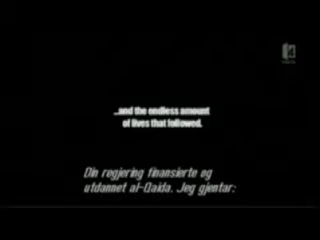 ...and the endless amount
of lives that followed.
Din regjering finansierte og
utdannet al-Qaida. Jeg gjentar: